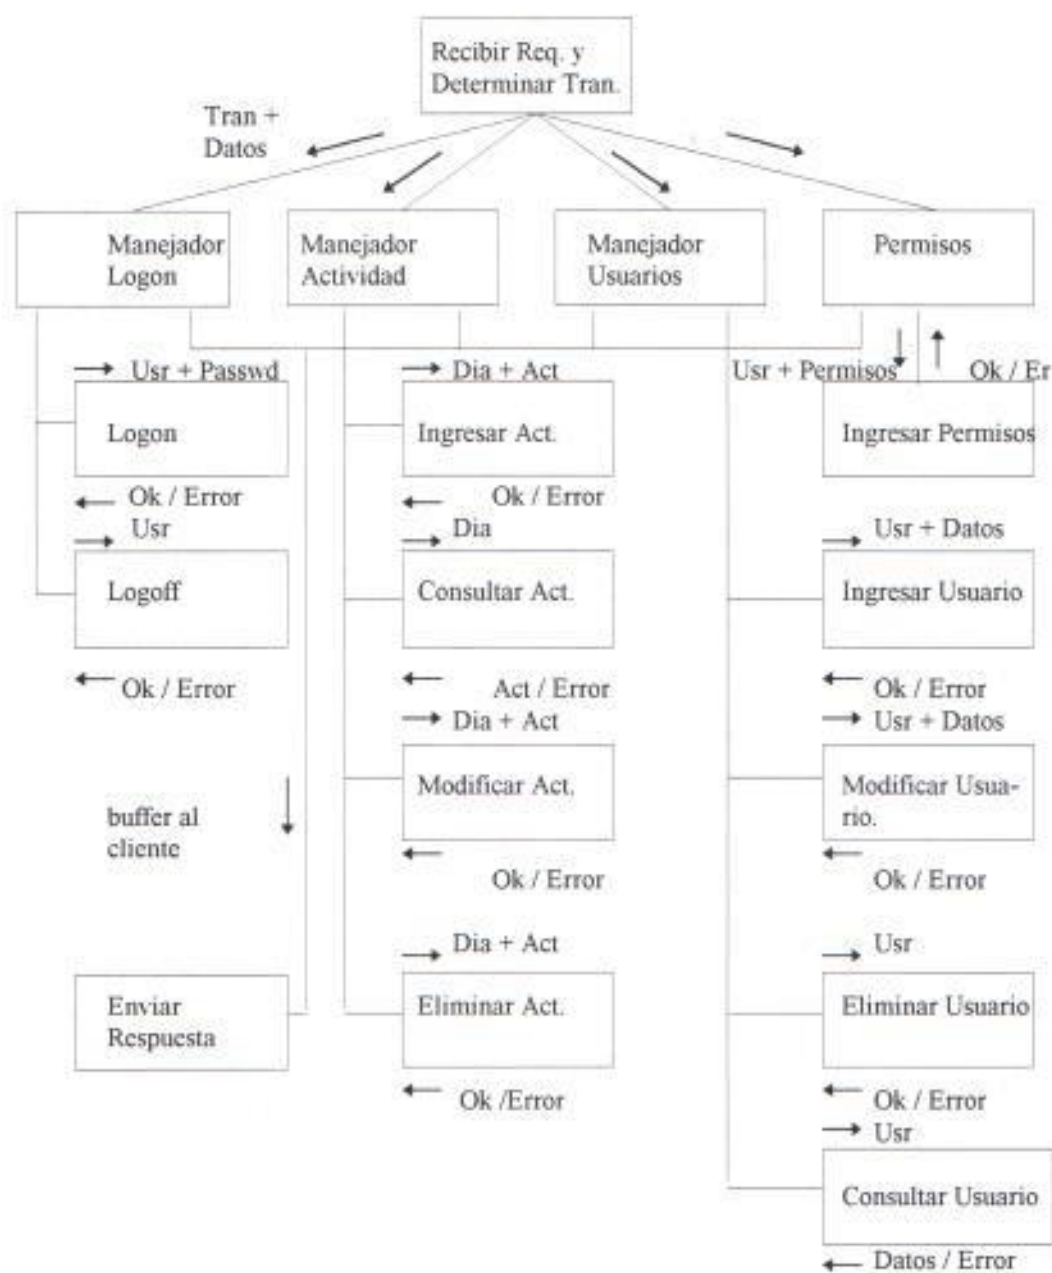 Recibir Req. y
Determinar Tran.
Tran +
Datos
Manejador
Logon
Manejador
Actividad
Manejador
Usuarios
Permisos
Usr + Passwd
Dia + Act
Usr + Permisos
Ok / Er
Logon
Ingresar Act.
Ingresar Permisos
Ok / Error
Ok / Error
Usr
Dia
Usr + Datos
Logoff
Consultar Act.
Ingresar Usuario
Ok / Error
Act / Error
Ok / Error
Dia + Act
Usr + Datos
Modificar Act.
Modificar Usua-
rio.
buffer al
cliente
Ok / Error
Ok / Error
Dia + Act
Usr
Enviar
Respuesta
Eliminar Act.
Eliminar Usuario
Ok /Error
Ok / Error
Usr
Consultar Usuario
Datos / Error